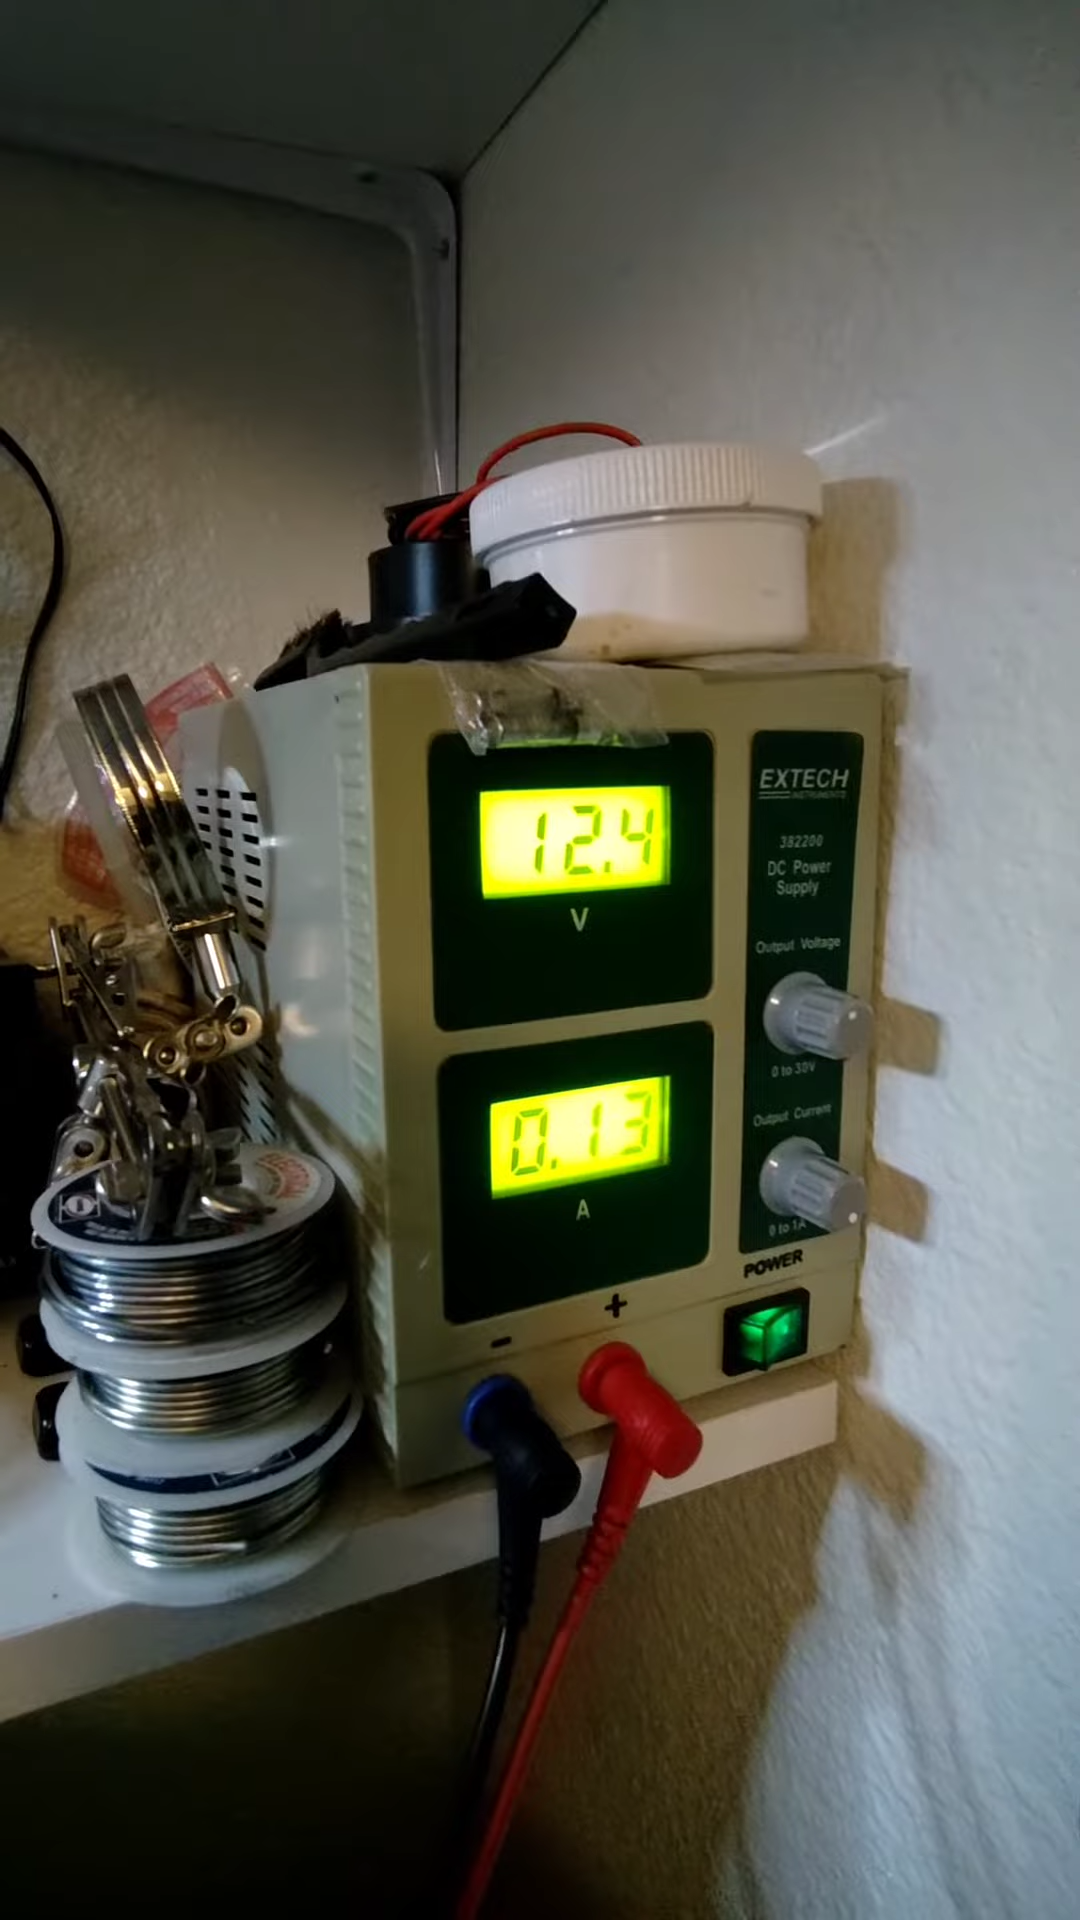 12.4
V
EXTECH
INSTRUMENTS
382200
DC Power
Supply
Output Voltage
0 to 30V
0.13
A
Output Current
0 to 1A
POWER
-
+